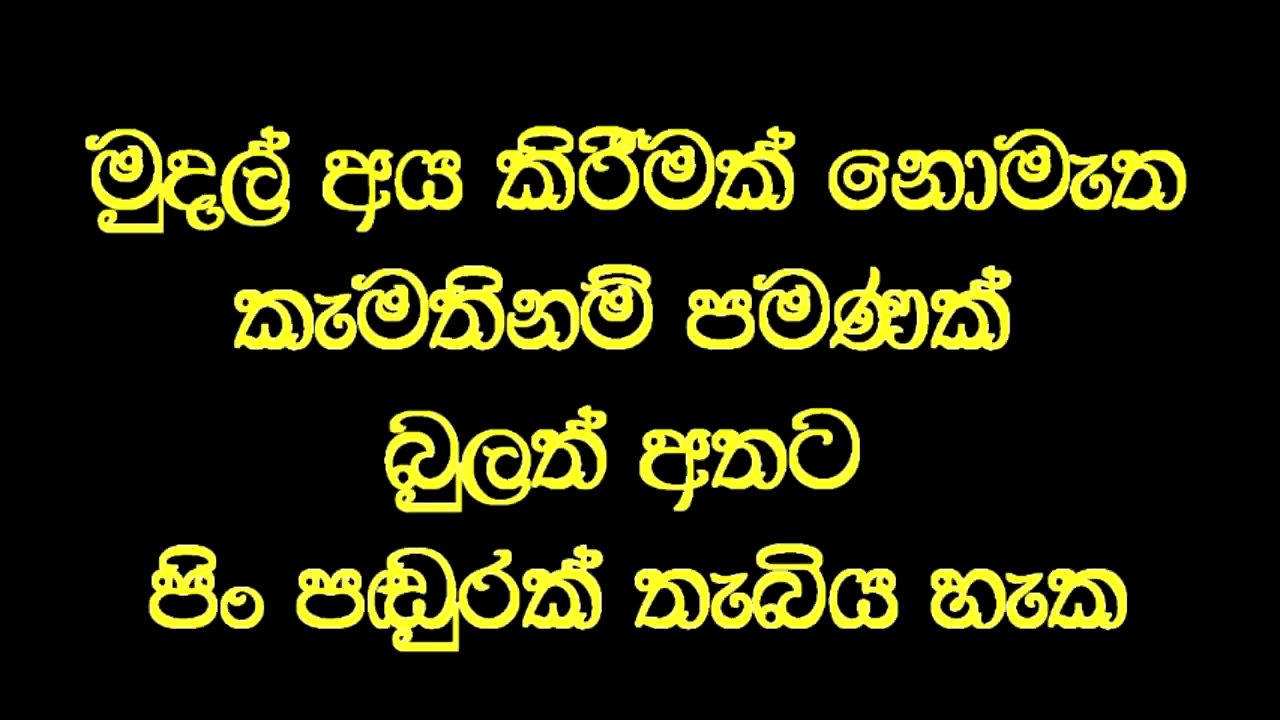 මුදල් අය කිරීමක් නොමැත
කැමතිනම් පමණක්
බුලත් අතට
පිං පඬුරක් තැබිය හැක